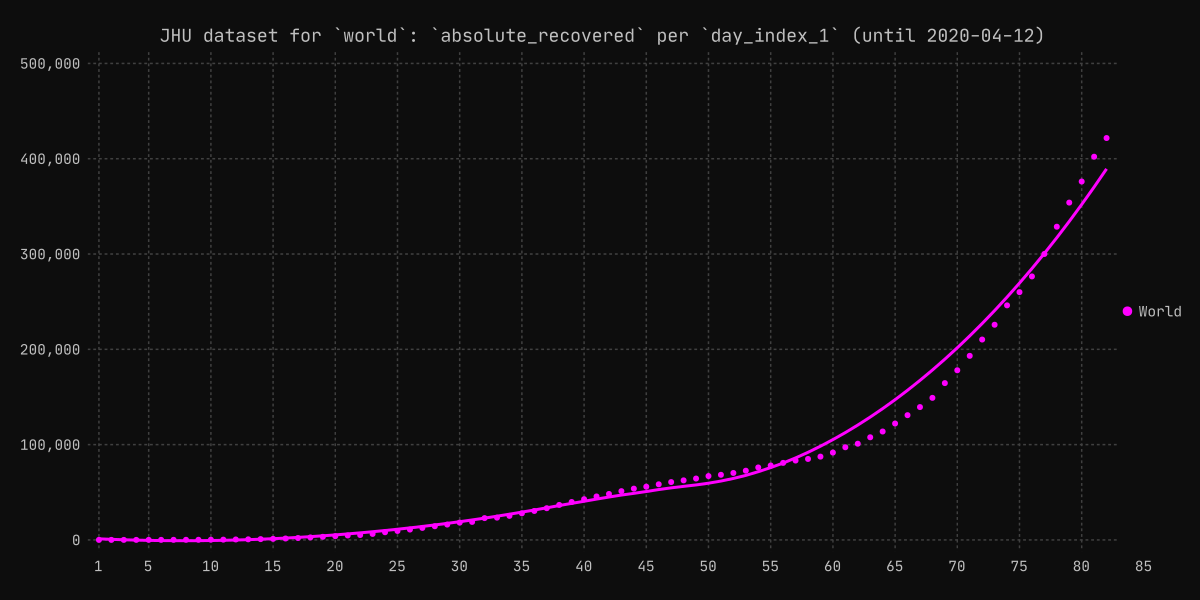 JHU dataset for `world`: `absolute_recovered` per `day_index_1` (until 2020-04-12)
500,000
400,000
300,000
200,000
100,000
0
World
1 5 10 15 20 25 30 35 40 45 50 55 60 65 70 75 80 85